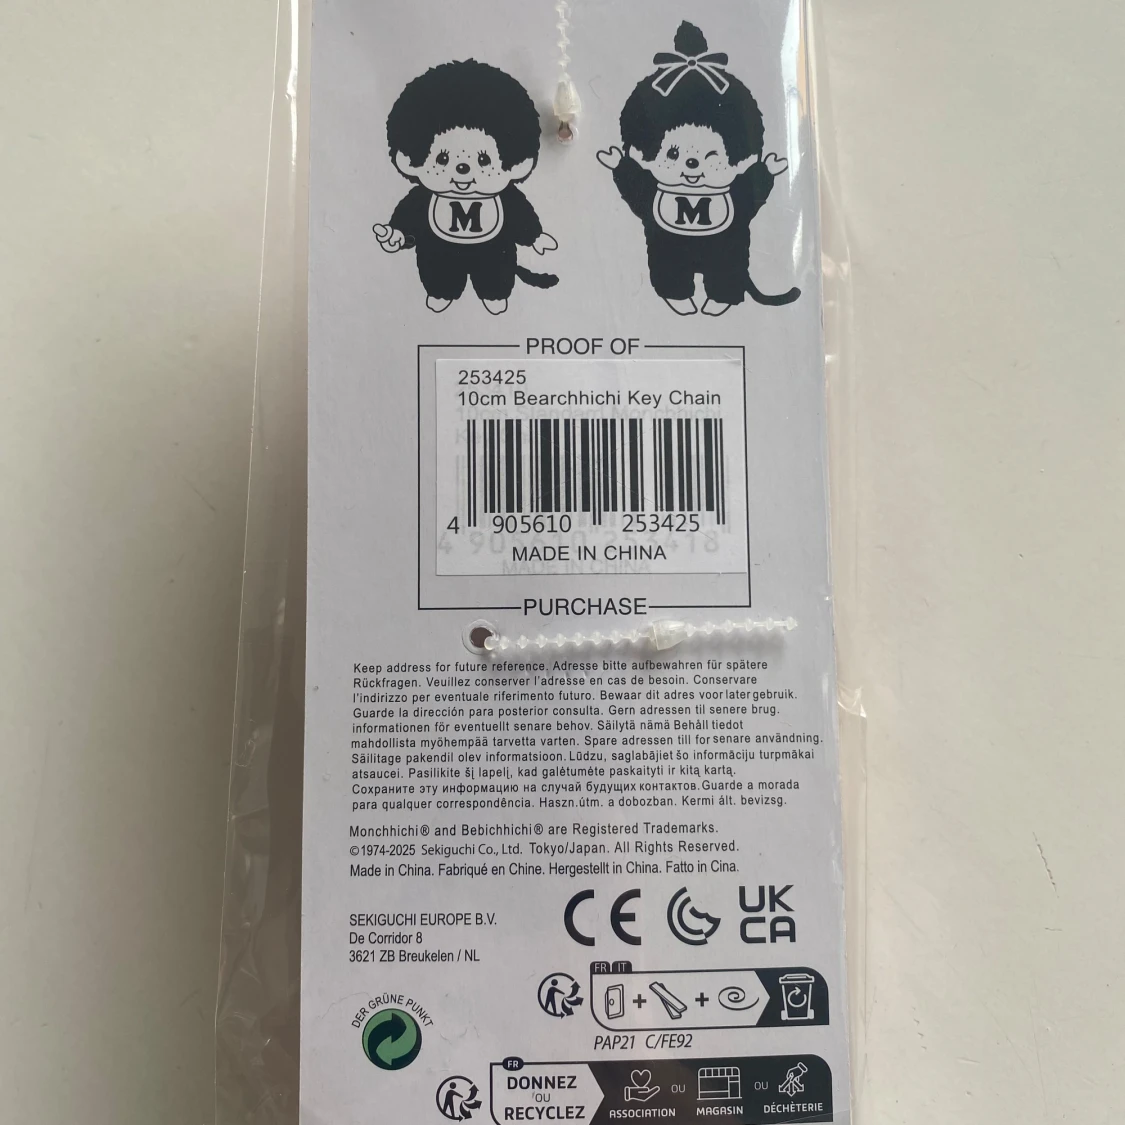 M
M
PROOF OF
253425
10cm Bearchhichi Key Chain
4 905610 253425
4 905610 253418
MADE IN CHINA
MADE IN CHINA
PURCHASE
Keep address for future reference. Adresse bitte aufbewahren für spätere
Rückfragen. Veuillez conserver l'adresse en cas de besoin. Conservare
l'indirizzo per eventuale riferimento futuro. Bewaar dit adres voor later gebruik.
Guarde la dirección para posterior consulta. Gern adressen til senere brug.
informationen för eventuellt senare behov. Säilytä nämä Behåll tiedot
mahdollista myöhempää tarvetta varten. Spare adressen till for senare användning.
Säilitage pakendil olev informatsioon. Lūdzu, saglabājiet šo informāciju turpmākai
atsaucei. Pasilikite šį lapelį, kad galėtumėte paskaityti ir kitą kartą.
Сохраните эту информацию на случай будущих контактов. Guarde a morada
para qualquer correspondência. Haszn.útm. a dobozban. Kermi ált. bevizsg.
Monchhichi® and Bebichhichi® are Registered Trademarks.
©1974-2025 Sekiguchi Co., Ltd. Tokyo/Japan. All Rights Reserved.
Made in China. Fabriqué en Chine. Hergestellt in China. Fatto in Cina.
SEKIGUCHI EUROPE B.V.
De Corridor 8
3621 ZB Breukelen / NL
CE
UK
CA
FR IT
PAP21 C/FE92
DER GRÜNE PUNKT
FR
DONNEZ
OU
RECYCLEZ
ASSOCIATION OU MAGASIN OU DÉCHÈTERIE